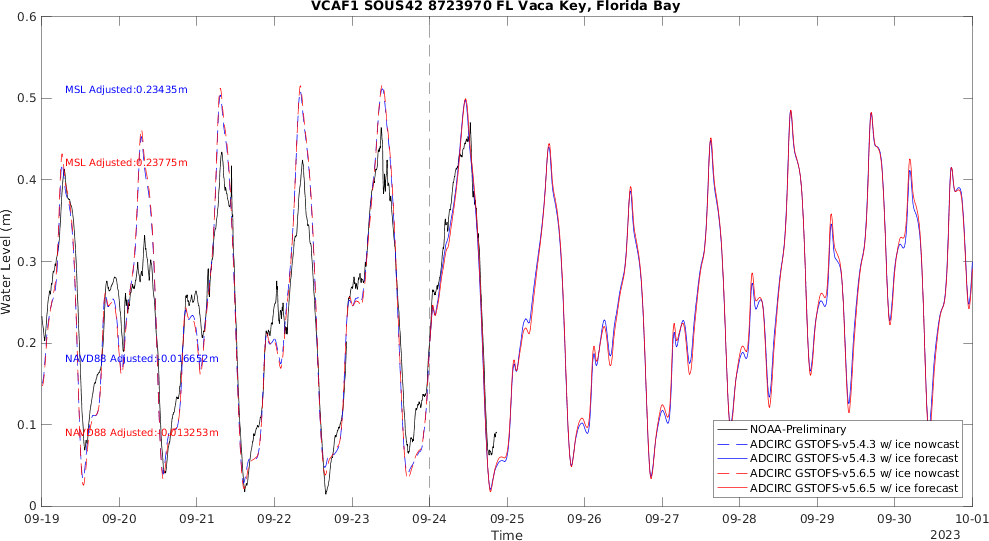 VCAF1 SOUS42 8723970 FL Vaca Key, Florida Bay
0.6
0.5
0.4
0.3
0.2
0.1
0
Water Level (m)
MSL Adjusted:0.23435m
MSL Adjusted:0.23775m
NAVD88 Adjusted:-0.016652m
NAVD88 Adjusted:-0.013253m
NOAA-Preliminary
ADCIRC GSTOFS-v5.4.3 w/ ice nowcast
ADCIRC GSTOFS-v5.4.3 w/ ice forecast
ADCIRC GSTOFS-v5.6.5 w/ ice nowcast
ADCIRC GSTOFS-v5.6.5 w/ ice forecast
09-19 09-20 09-21 09-22 09-23 09-24 09-25 09-26 09-27 09-28 09-29 09-30 10-01
Time
2023